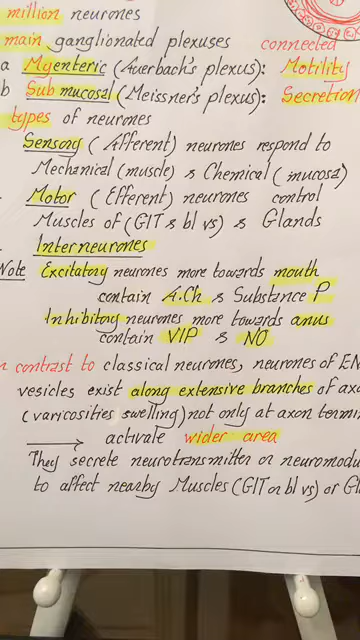 million neurones
main ganglionated plexuses connected
a Myenteric (Auerbach's plexus): Motility
b Submucosal (Meissner's plexus): Secretion
types of neurones
Sensory (Afferent) neurones respond to
Mechanical (muscle) & Chemical (mucosa)
Motor (Efferent) neurones control
Muscles of (GIT & bl vs) & Glands
Interneurones
Note Excitatory neurones more towards mouth
contain A.Ch & Substance P
Inhibitory neurones more towards anus
contain VIP & NO
n contrast to classical neurones, neurones of EN
vesicles exist along extensive branches of axo
(varicosities swelling) not only at axon termin
→ activate wider area
They secrete neurotransmitter or neuromodu
to affect nearby Muscles (GIT or bl vs) or Gl